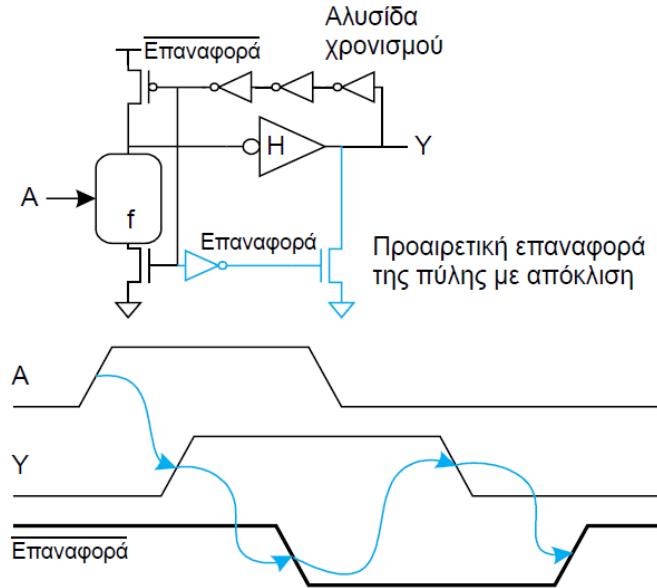 Επαναφορά
Αλυσίδα
χρονισμού
H
Y
A
f
Επαναφορά
Προαιρετική επαναφορά
της πύλης με απόκλιση
A
Y
Επαναφορά